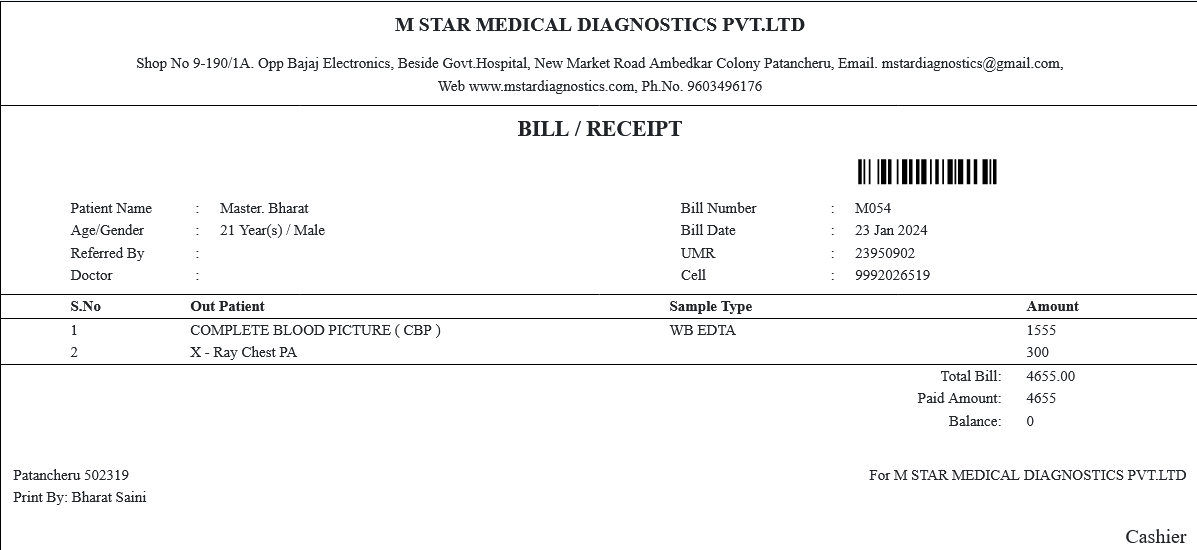 M STAR MEDICAL DIAGNOSTICS PVT.LTD
Shop No 9-190/1A. Opp Bajaj Electronics, Beside Govt.Hospital, New Market Road Ambedkar Colony Patancheru, Email. mstardiagnostics@gmail.com,
Web www.mstardiagnostics.com, Ph.No. 9603496176
BILL / RECEIPT
Patient Name : Master. Bharat Bill Number : M054
Age/Gender : 21 Year(s) / Male Bill Date : 23 Jan 2024
Referred By : UMR : 23950902
Doctor : Cell : 9992026519
S.No Out Patient Sample Type Amount
1 COMPLETE BLOOD PICTURE ( CBP ) WB EDTA 1555
2 X - Ray Chest PA 300
Total Bill: 4655.00
Paid Amount: 4655
Balance: 0
Patancheru 502319 For M STAR MEDICAL DIAGNOSTICS PVT.LTD
Print By: Bharat Saini
Cashier